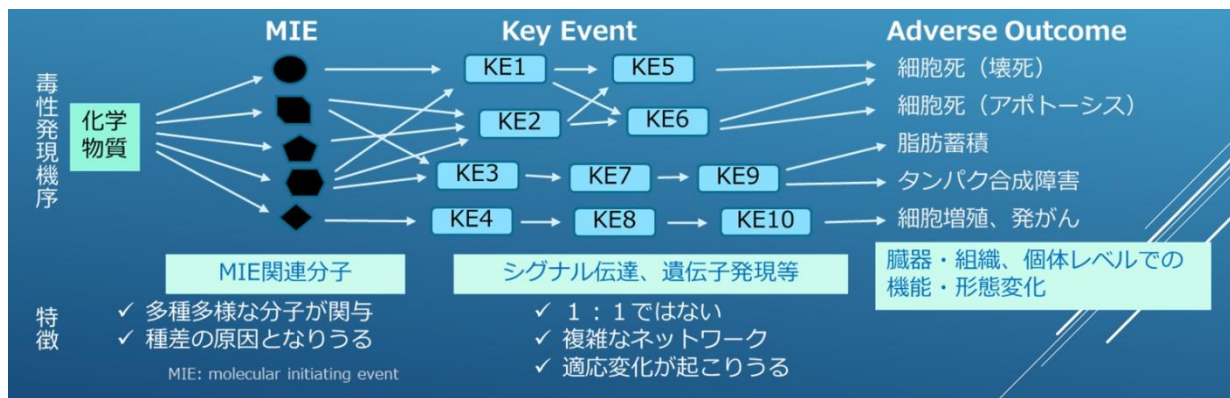 MIE
Key Event
Adverse Outcome
毒性発現機序
化学
物質
KE1
KE5
KE2
KE6
KE3
KE7
KE9
KE4
KE8
KE10
細胞死（壊死）
細胞死（アポトーシス）
脂肪蓄積
タンパク合成障害
細胞増殖、発がん
MIE関連分子
シグナル伝達、遺伝子発現等
臓器・組織、個体レベルでの
機能・形態変化
特徴
✓ 多種多様な分子が関与
✓ 種差の原因となりうる
MIE: molecular initiating event
✓ １：１ではない
✓ 複雑なネットワーク
✓ 適応変化が起こりうる